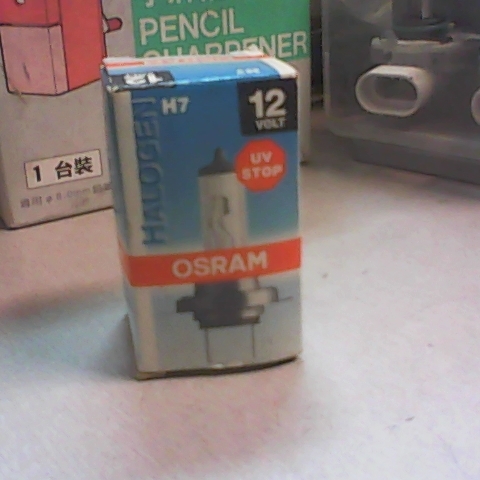 PENCIL
SHARPENER
1 台裝
H7
12
VOLT
HALOGEN
UV
STOP
OSRAM